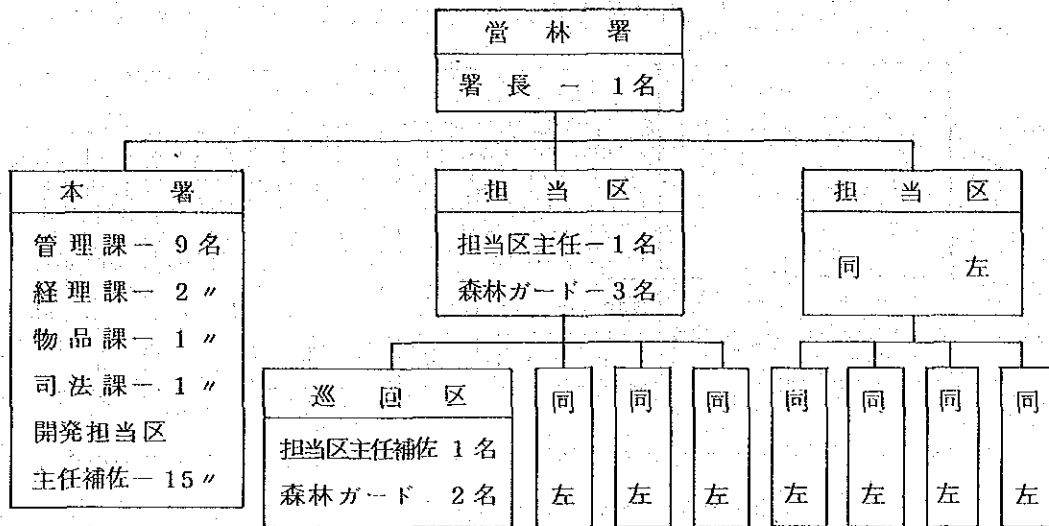 営林署
署長 － 1名
本署
管理課－ 9名
経理課－ 2〃
物品課－ 1〃
司法課－ 1〃
開発担当区
主任補佐－15〃
担当区
担当区主任－1名
森林ガード－3名
担当区
同左
巡回区
担当区主任補佐 1名
森林ガード 2名
同左
同左
同左
同左
同左
同左
同左